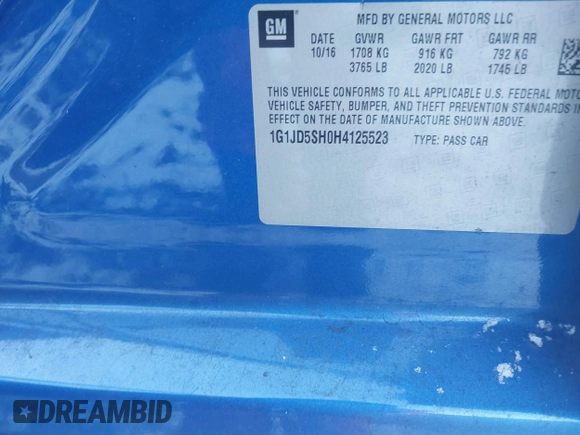 GM
MFD BY GENERAL MOTORS LLC
DATE GVWR GAWR FRT GAWR RR
10/16 1708 KG 916 KG 792 KG
3765 LB 2020 LB 1745 LB
THIS VEHICLE CONFORMS TO ALL APPLICABLE U.S. FEDERAL MOTO
VEHICLE SAFETY, BUMPER, AND THEFT PREVENTION STANDARDS IN
EFFECT ON THE DATE OF MANUFACTURE SHOWN ABOVE.
1G1JD5SH0H4125523 TYPE: PASS CAR
DREAMBID